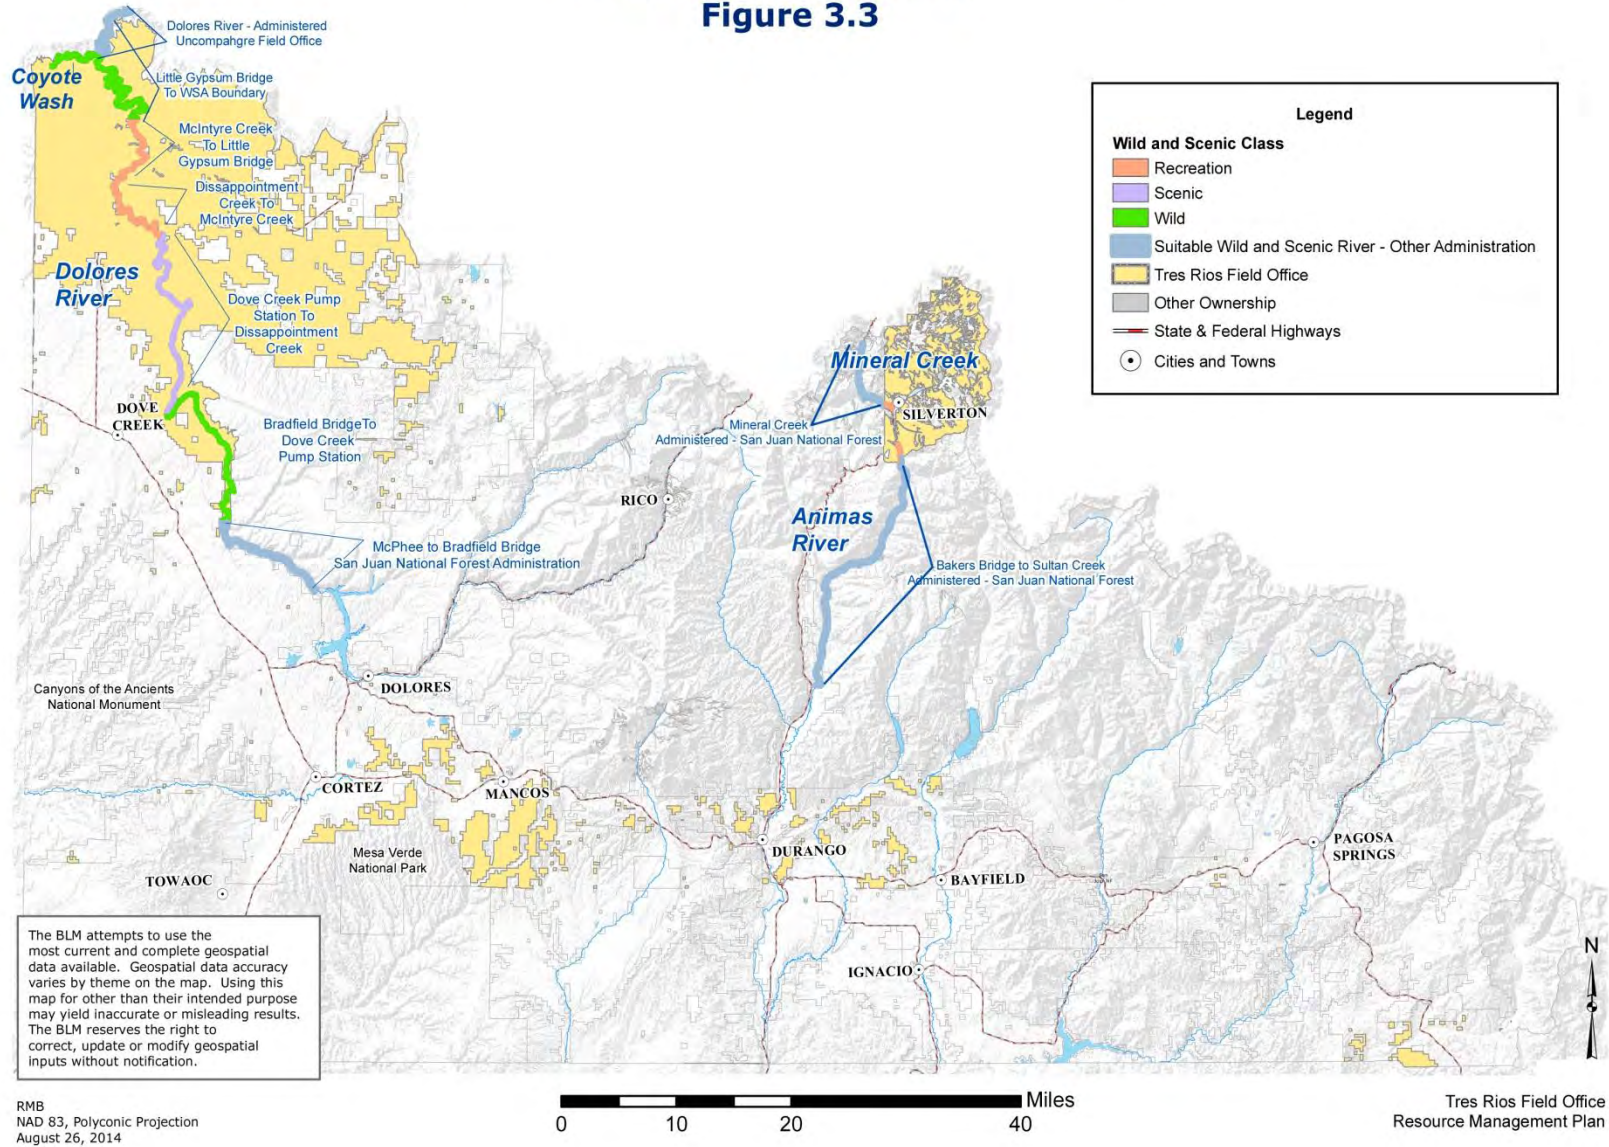 Figure 3.3
Dolores River - Administered
Uncompahgre Field Office
Coyote
Wash
Little Gypsum Bridge
To WSA Boundary
McIntyre Creek
To Little
Gypsum Bridge
Dissappointment
Creek To
McIntyre Creek
Dolores
River
Dove Creek Pump
Station To
Dissappointment
Creek
DOVE
CREEK
Bradfield BridgeTo
Dove Creek
Pump Station
Legend
Wild and Scenic Class
Recreation
Scenic
Wild
Suitable Wild and Scenic River - Other Administration
Tres Rios Field Office
Other Ownership
State & Federal Highways
Cities and Towns
Mineral Creek
SILVERTON
Mineral Creek
Administered - San Juan National Forest
RICO
Animas
River
McPhee to Bradfield Bridge
San Juan National Forest Administration
Bakers Bridge to Sultan Creek
Administered - San Juan National Forest
Canyons of the Ancients
National Monument
DOLORES
CORTEZ
MANCOS
Mesa Verde
National Park
TOWAOC
DURANGO
BAYFIELD
PAGOSA
SPRINGS
IGNACIO
The BLM attempts to use the
most current and complete geospatial
data available. Geospatial data accuracy
varies by theme on the map. Using this
map for other than their intended purpose
may yield inaccurate or misleading results.
The BLM reserves the right to
correct, update or modify geospatial
inputs without notification.
N
RMB
NAD 83, Polyconic Projection
August 26, 2014
Miles
0 10 20 40
Tres Rios Field Office
Resource Management Plan